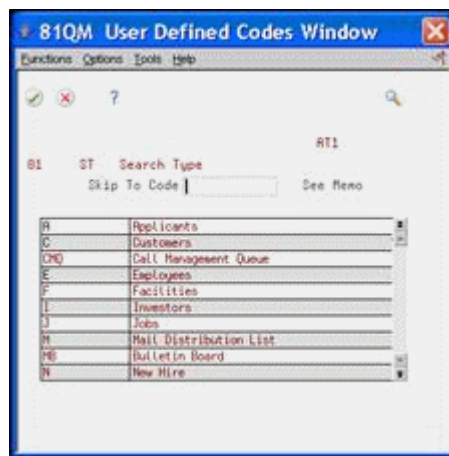 81QM User Defined Codes Window
Functions Options Tools Help
?
AT1
81 ST Search Type
Skip To Code See Memo
A Applicants
C Customers
CMQ Call Management Queue
E Employees
F Facilities
I Investors
J Jobs
M Mail Distribution List
MB Bulletin Board
N New Hire